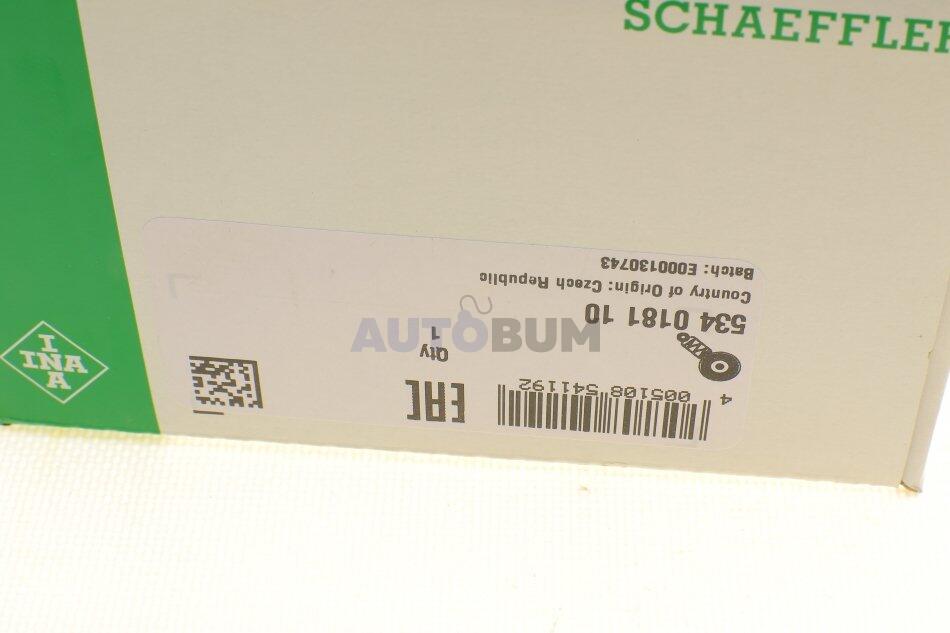 SCHAEFFLER
I
INA
A
534 0181 10
Country of Origin: Czech Republic
Batch: E000130743
Qty
1
EAC
4 005108 541192
AUTOBUM